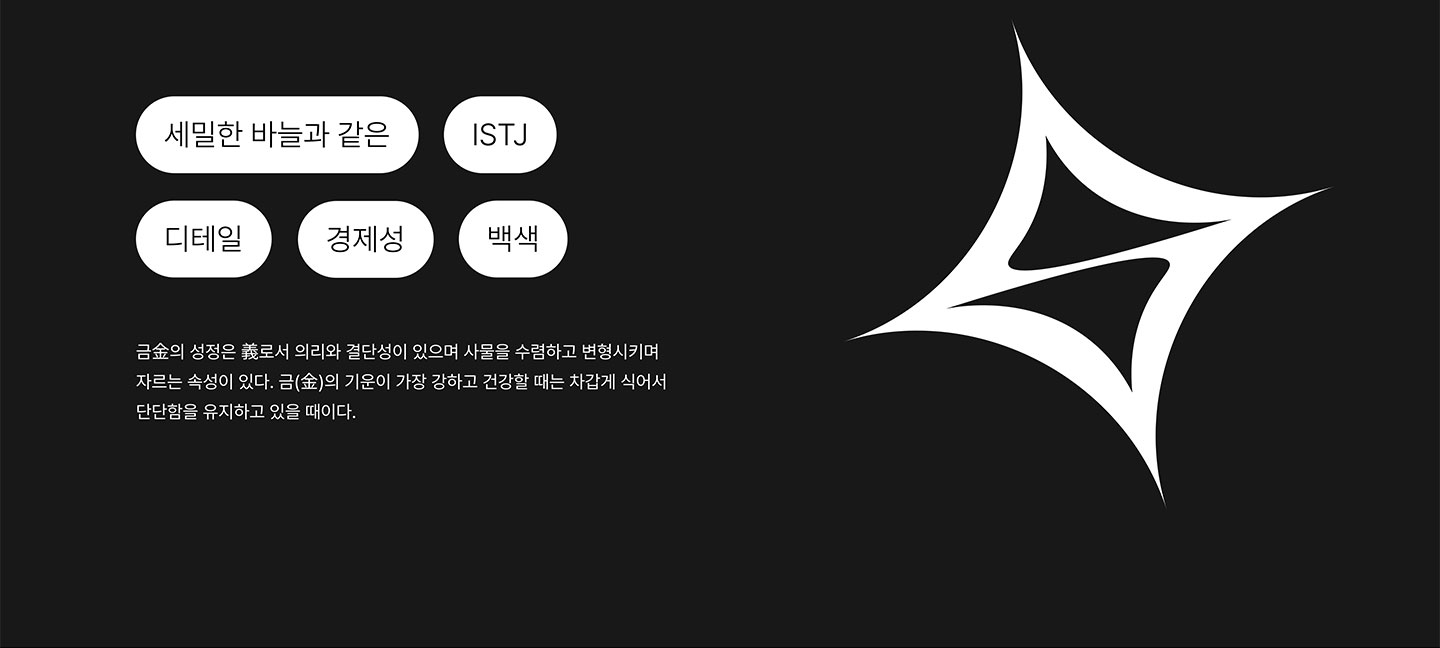 세밀한 바늘과 같은 ISTJ
디테일 경제성 백색
금金의 성정은 義로서 의리와 결단성이 있으며 사물을 수렴하고 변형시키며
자르는 속성이 있다. 금(金)의 기운이 가장 강하고 건강할 때는 차갑게 식어서
단단함을 유지하고 있을 때이다.